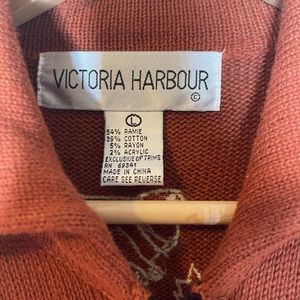 VICTORIA HARBOUR
©
L
54% RAMIE
39% COTTON
5% RAYON
2% ACRYLIC
EXCLUSIVE OF TRIMS
RN 69341
MADE IN CHINA
CARE SEE REVERSE